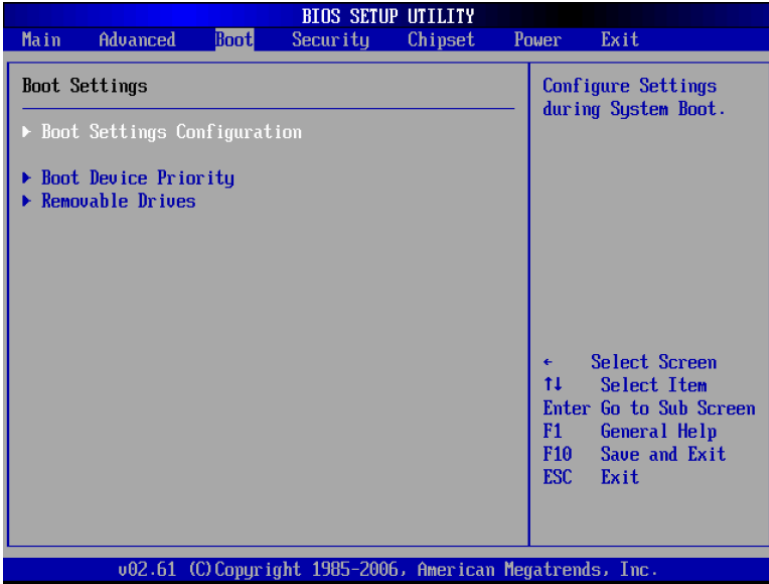 BIOS SETUP UTILITY
Main Advanced Boot Security Chipset Power Exit
Boot Settings
▶ Boot Settings Configuration
▶ Boot Device Priority
▶ Removable Drives
Configure Settings
during System Boot.
← Select Screen
↑↓ Select Item
Enter Go to Sub Screen
F1 General Help
F10 Save and Exit
ESC Exit
v02.61 (C)Copyright 1985-2006, American Megatrends, Inc.